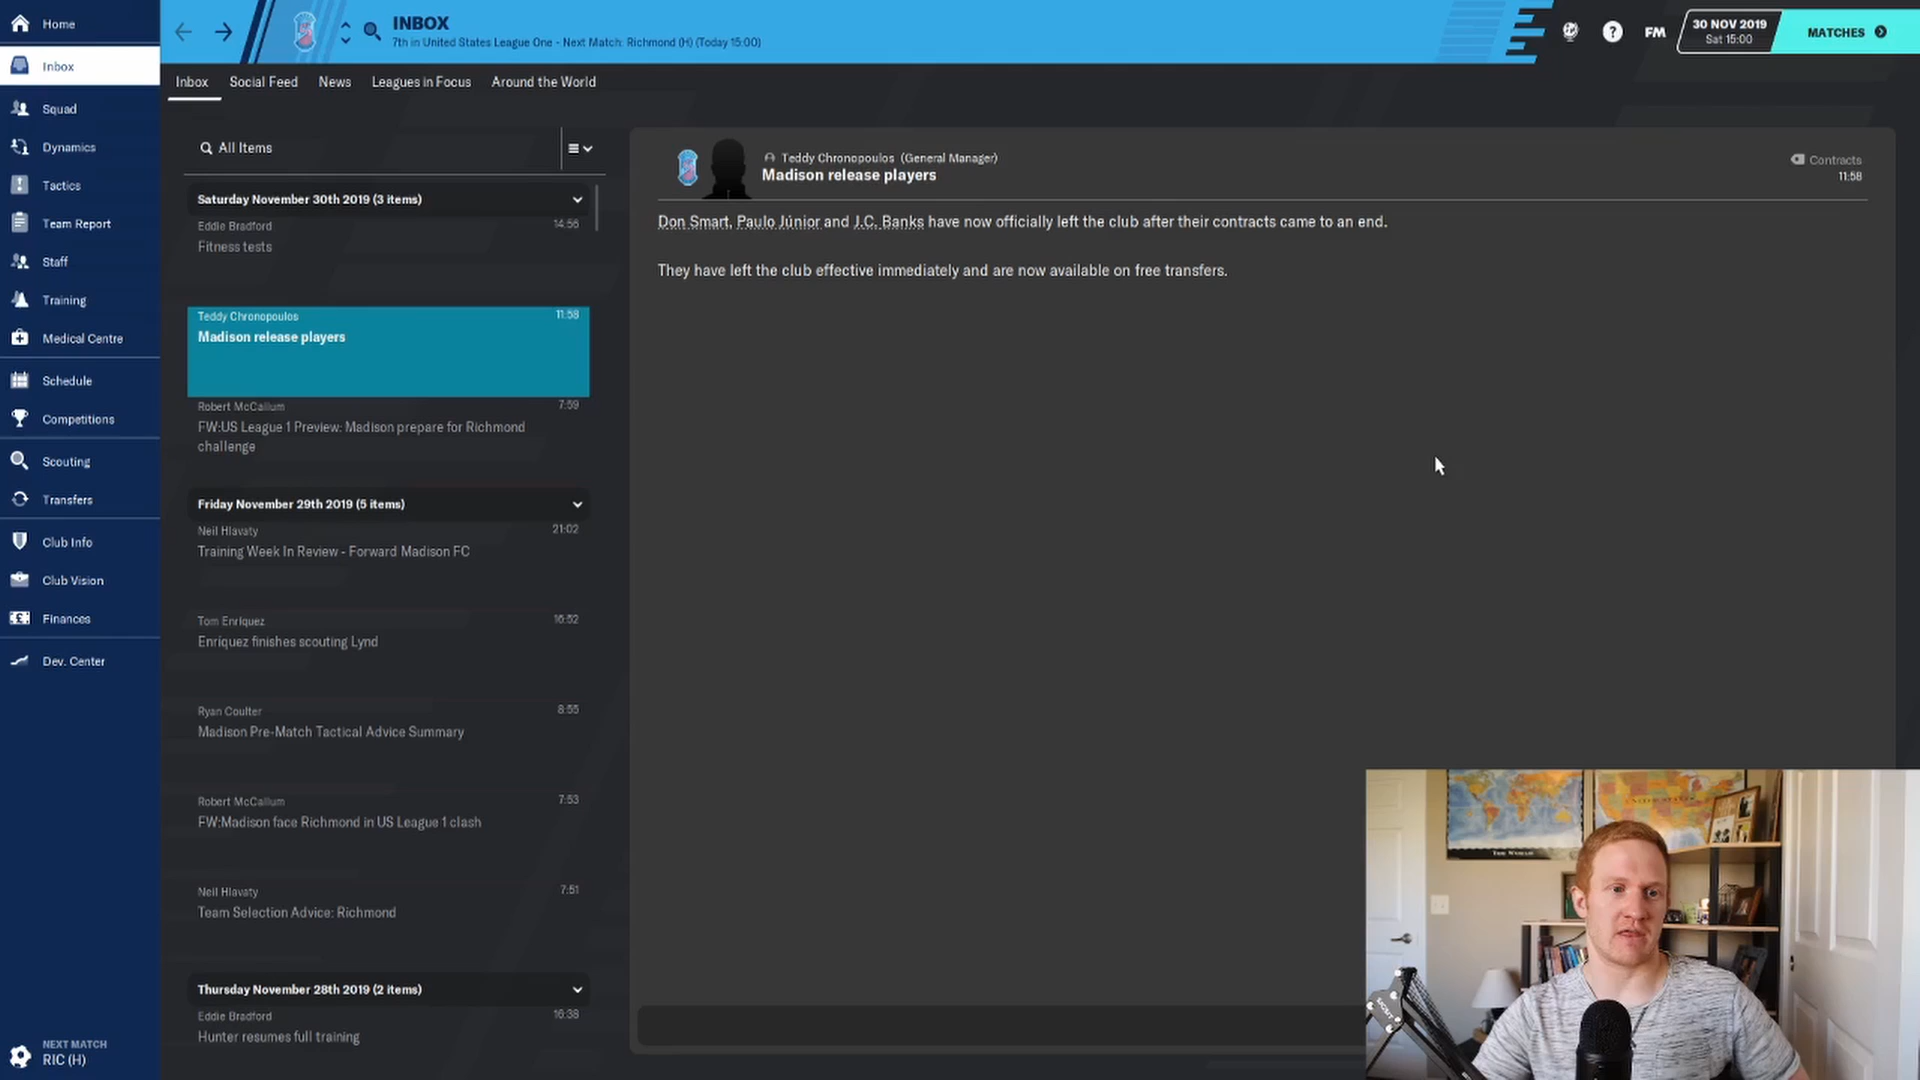 Home
Inbox
Squad
Dynamics
Tactics
Team Report
Staff
Training
Medical Centre
Schedule
Competitions
Scouting
Transfers
Club Info
Club Vision
Finances
Dev. Center
NEXT MATCH
RIC (H)
INBOX
7th in United States League One - Next Match: Richmond (H) (Today 15:00)
FM
30 NOV 2019
Sat 15:00
MATCHES
Inbox Social Feed News Leagues in Focus Around the World
All Items
Saturday November 30th 2019 (3 items)
Eddie Bradford 14:56
Fitness tests
Teddy Chronopoulos 11:58
Madison release players
Robert McCallum 7:59
FW:US League 1 Preview: Madison prepare for Richmond
challenge
Friday November 29th 2019 (5 items)
Neil Hlavaty 21:02
Training Week In Review - Forward Madison FC
Tom Enríquez 16:52
Enríquez finishes scouting Lynd
Ryan Coulter 8:55
Madison Pre-Match Tactical Advice Summary
Robert McCallum 7:53
FW:Madison face Richmond in US League 1 clash
Neil Hlavaty 7:51
Team Selection Advice: Richmond
Thursday November 28th 2019 (2 items)
Eddie Bradford 16:38
Hunter resumes full training
Teddy Chronopoulos (General Manager)
Madison release players
Contracts
11:58
Don Smart, Paulo Júnior and J.C. Banks have now officially left the club after their contracts came to an end.
They have left the club effective immediately and are now available on free transfers.